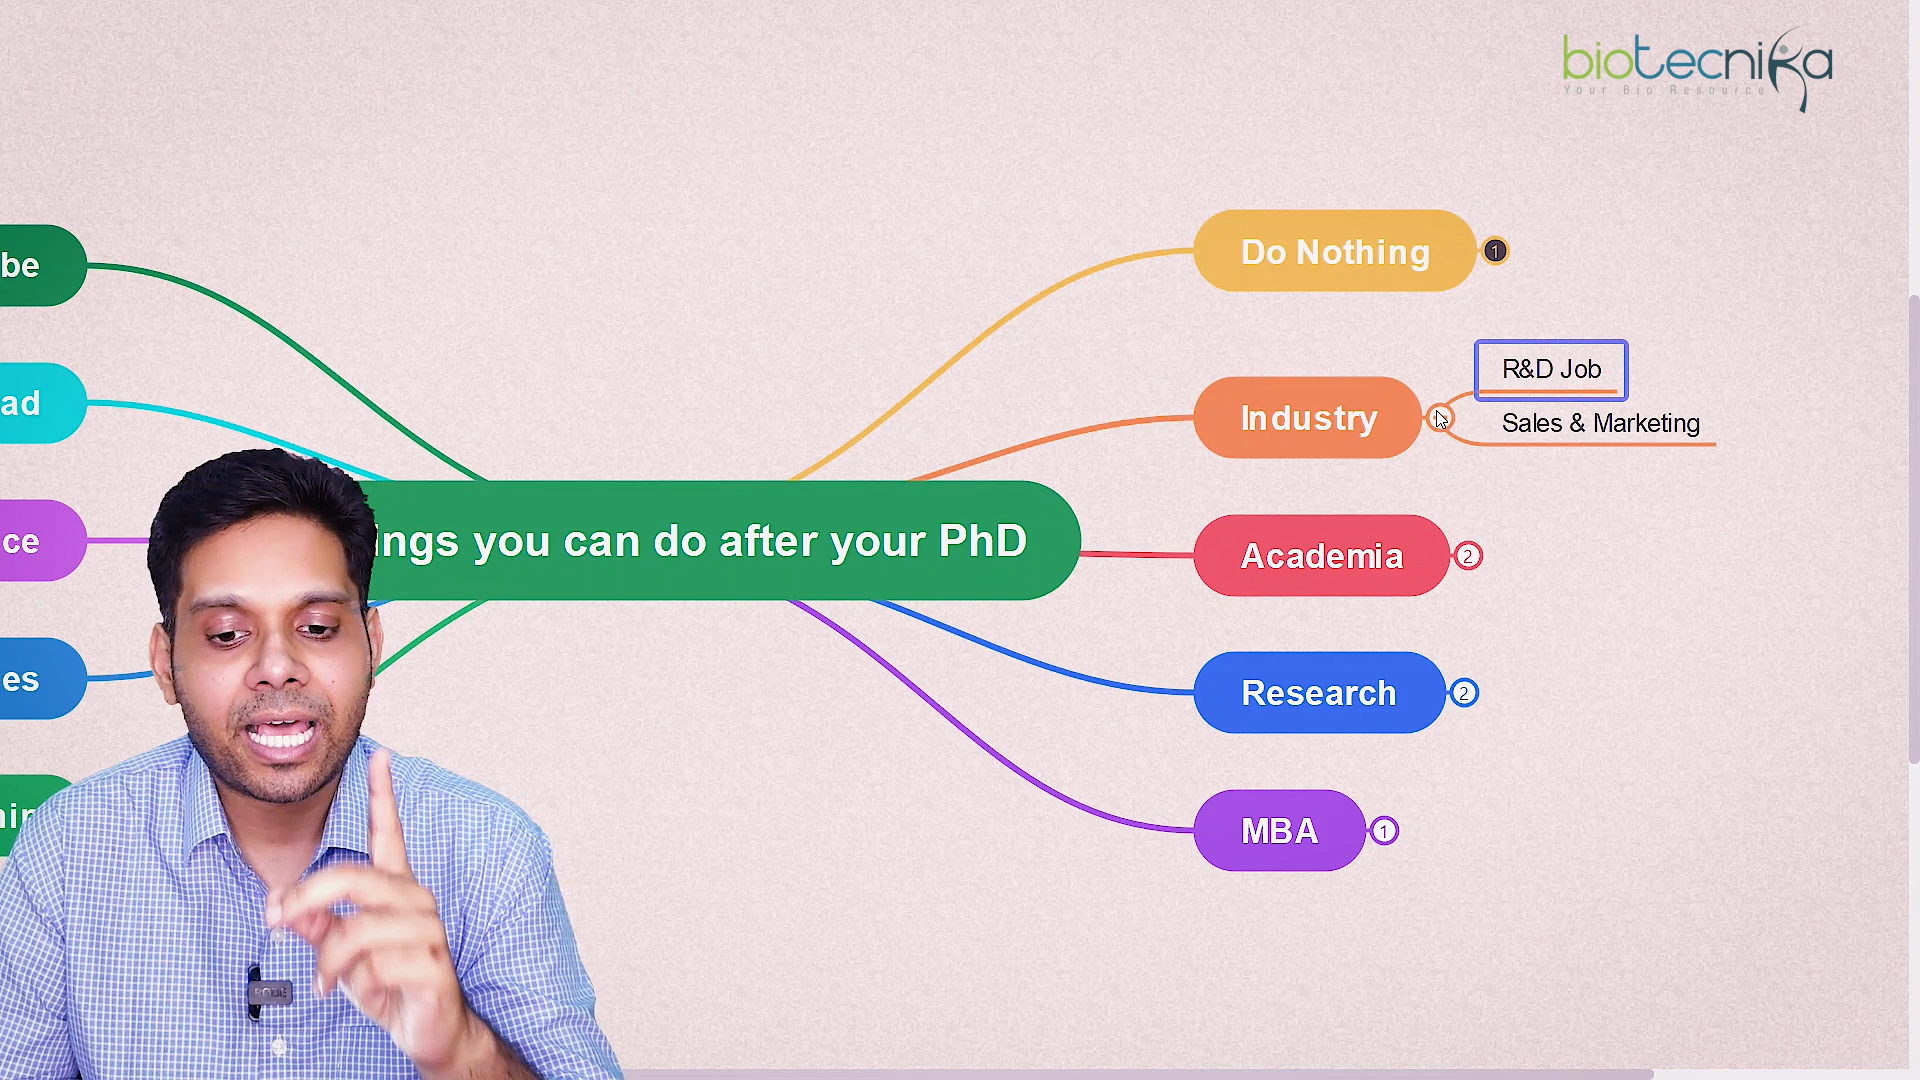 biotecnika
Your Bio Resource
be
Do Nothing
1
R&D Job
ad
Industry
Sales & Marketing
ce
ings you can do after your PhD
Academia
2
es
Research
2
MBA
1
RODE